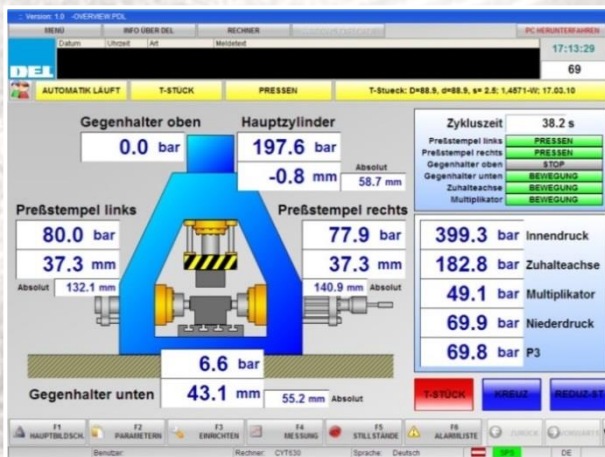 :: Version: 1.0 -OVERVIEW.PDL
MENÜ INFO ÜBER DEL RECHNER PC HERUNTERFAHREN
Datum Uhrzeit Art Meldetext 17:13:29
DEL 69
AUTOMATIK LÄUFT T-STÜCK PRESSEN T-Stueck: D=88.9, d=88.9, s= 2.5; 1,4571-W; 17.03.10
Gegenhalter oben Hauptzylinder Zykluszeit 38.2 s
0.0 bar 197.6 bar Preßstempel links PRESSEN
Preßstempel rechts PRESSEN
-0.8 mm Absolut 58.7 mm Gegenhalter oben STOP
Gegenhalter unten BEWEGUNG
Zuhalteachse BEWEGUNG
Multiplikator BEWEGUNG
Preßstempel links Preßstempel rechts
80.0 bar 77.9 bar 399.3 bar Innendruck
37.3 mm 37.3 mm 182.8 bar Zuhalteachse
Absolut 132.1 mm 140.9 mm Absolut 49.1 bar Multiplikator
69.9 bar Niederdruck
6.6 bar 69.8 bar P3
Gegenhalter unten 43.1 mm 55.2 mm Absolut T-STÜCK KREUZ REDUZ-ST
F1 HAUPTBILDSCH. F2 PARAMETERN F3 EINRICHTEN F4 MESSUNG F5 STILLSTÄNDE F6 ALARMLISTE ZURÜCK
Benutzer: Rechner: CYT630 Sprache: Deutsch SPS DE